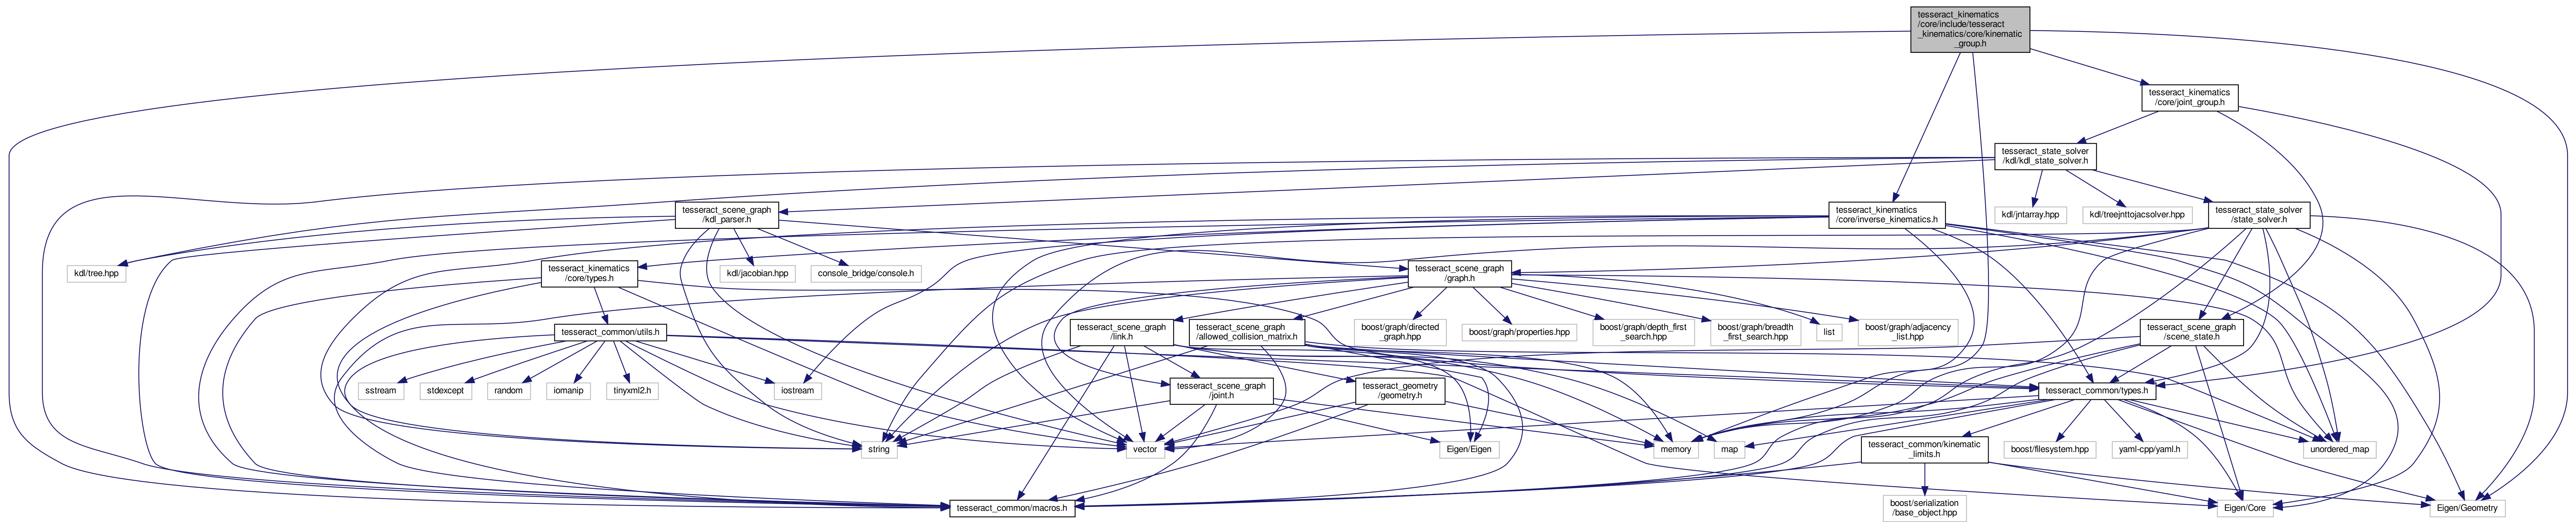 tesseract_kinematics
/core/include/tesseract
_kinematics/core/kinematic
_group.h
tesseract_kinematics
/core/joint_group.h
tesseract_state_solver
/kdl/kdl_state_solver.h
tesseract_scene_graph
/kdl_parser.h
tesseract_kinematics
/core/inverse_kinematics.h
kdl/jntarray.hpp
kdl/treejnttojacsolver.hpp
tesseract_state_solver
/state_solver.h
kdl/tree.hpp
tesseract_kinematics
/core/types.h
kdl/jacobian.hpp
console_bridge/console.h
tesseract_scene_graph
/graph.h
tesseract_common/utils.h
tesseract_scene_graph
/link.h
tesseract_scene_graph
/allowed_collision_matrix.h
boost/graph/directed
_graph.hpp
boost/graph/properties.hpp
boost/graph/depth_first
_search.hpp
boost/graph/breadth
_first_search.hpp
list
boost/graph/adjacency
_list.hpp
tesseract_scene_graph
/scene_state.h
sstream
stdexcept
random
iomanip
tinyxml2.h
iostream
tesseract_scene_graph
/joint.h
tesseract_geometry
/geometry.h
tesseract_common/types.h
string
vector
Eigen/Eigen
memory
map
tesseract_common/kinematic
_limits.h
boost/filesystem.hpp
yaml-cpp/yaml.h
unordered_map
tesseract_common/macros.h
boost/serialization
/base_object.hpp
Eigen/Core
Eigen/Geometry